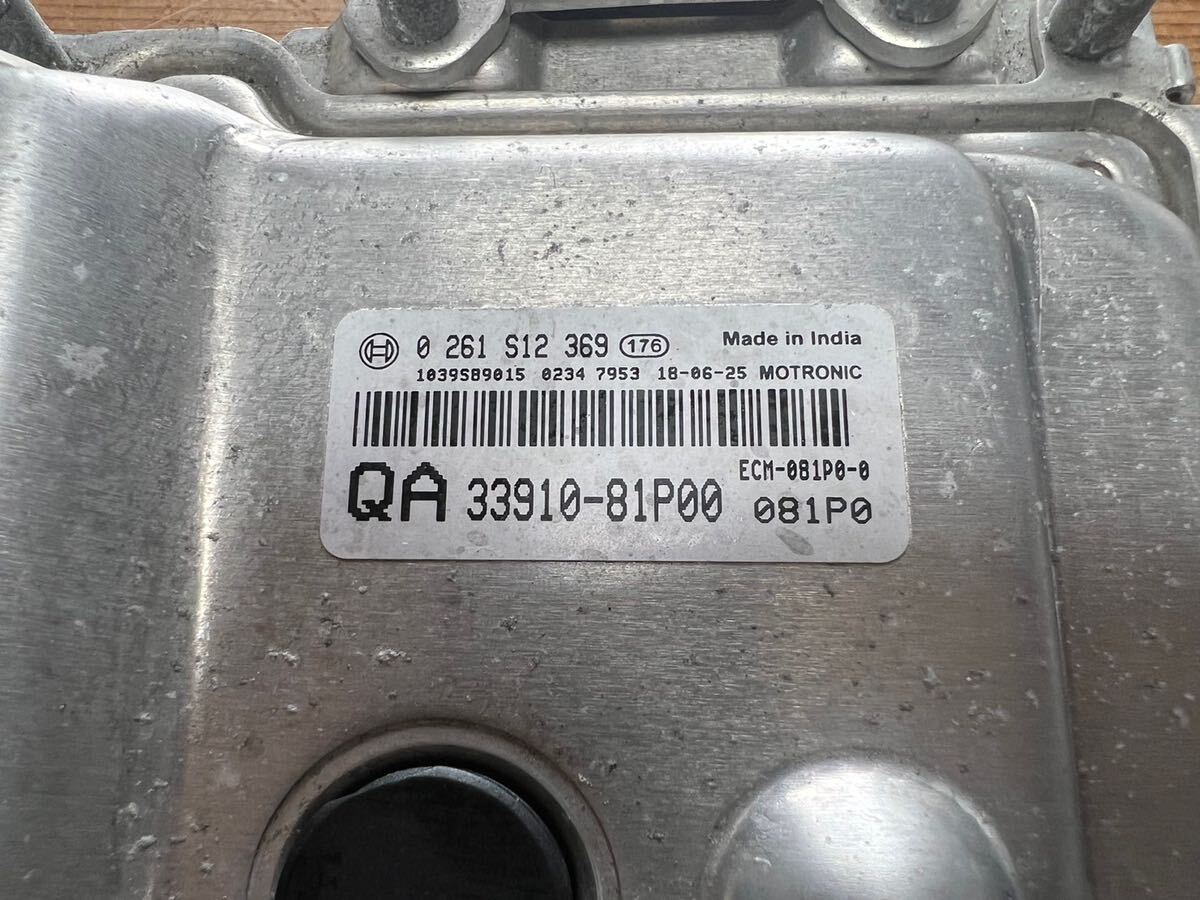 0 261 S12 369 176 Made in India
1039SB9015 0234 7953 18-06-25 MOTRONIC
ECM-081P0-0
QA 33910-81P00 081P0